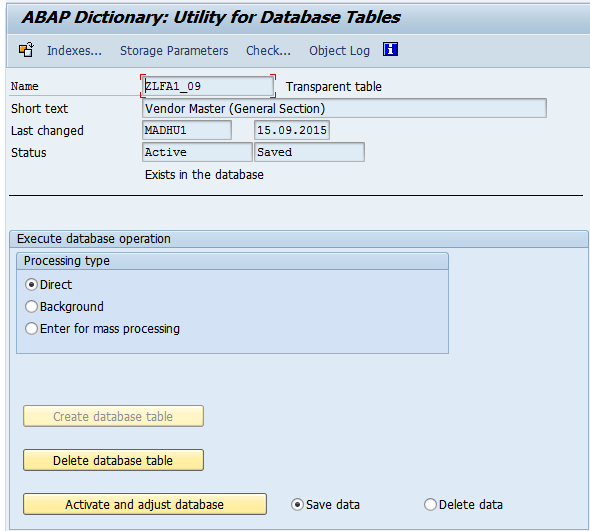 ABAP Dictionary: Utility for Database Tables
Indexes... Storage Parameters Check... Object Log
Name ZLFA1_09 Transparent table
Short text Vendor Master (General Section)
Last changed MADHU1 15.09.2015
Status Active Saved
Exists in the database
Execute database operation
Processing type
Direct
Background
Enter for mass processing
Create database table
Delete database table
Activate and adjust database Save data Delete data